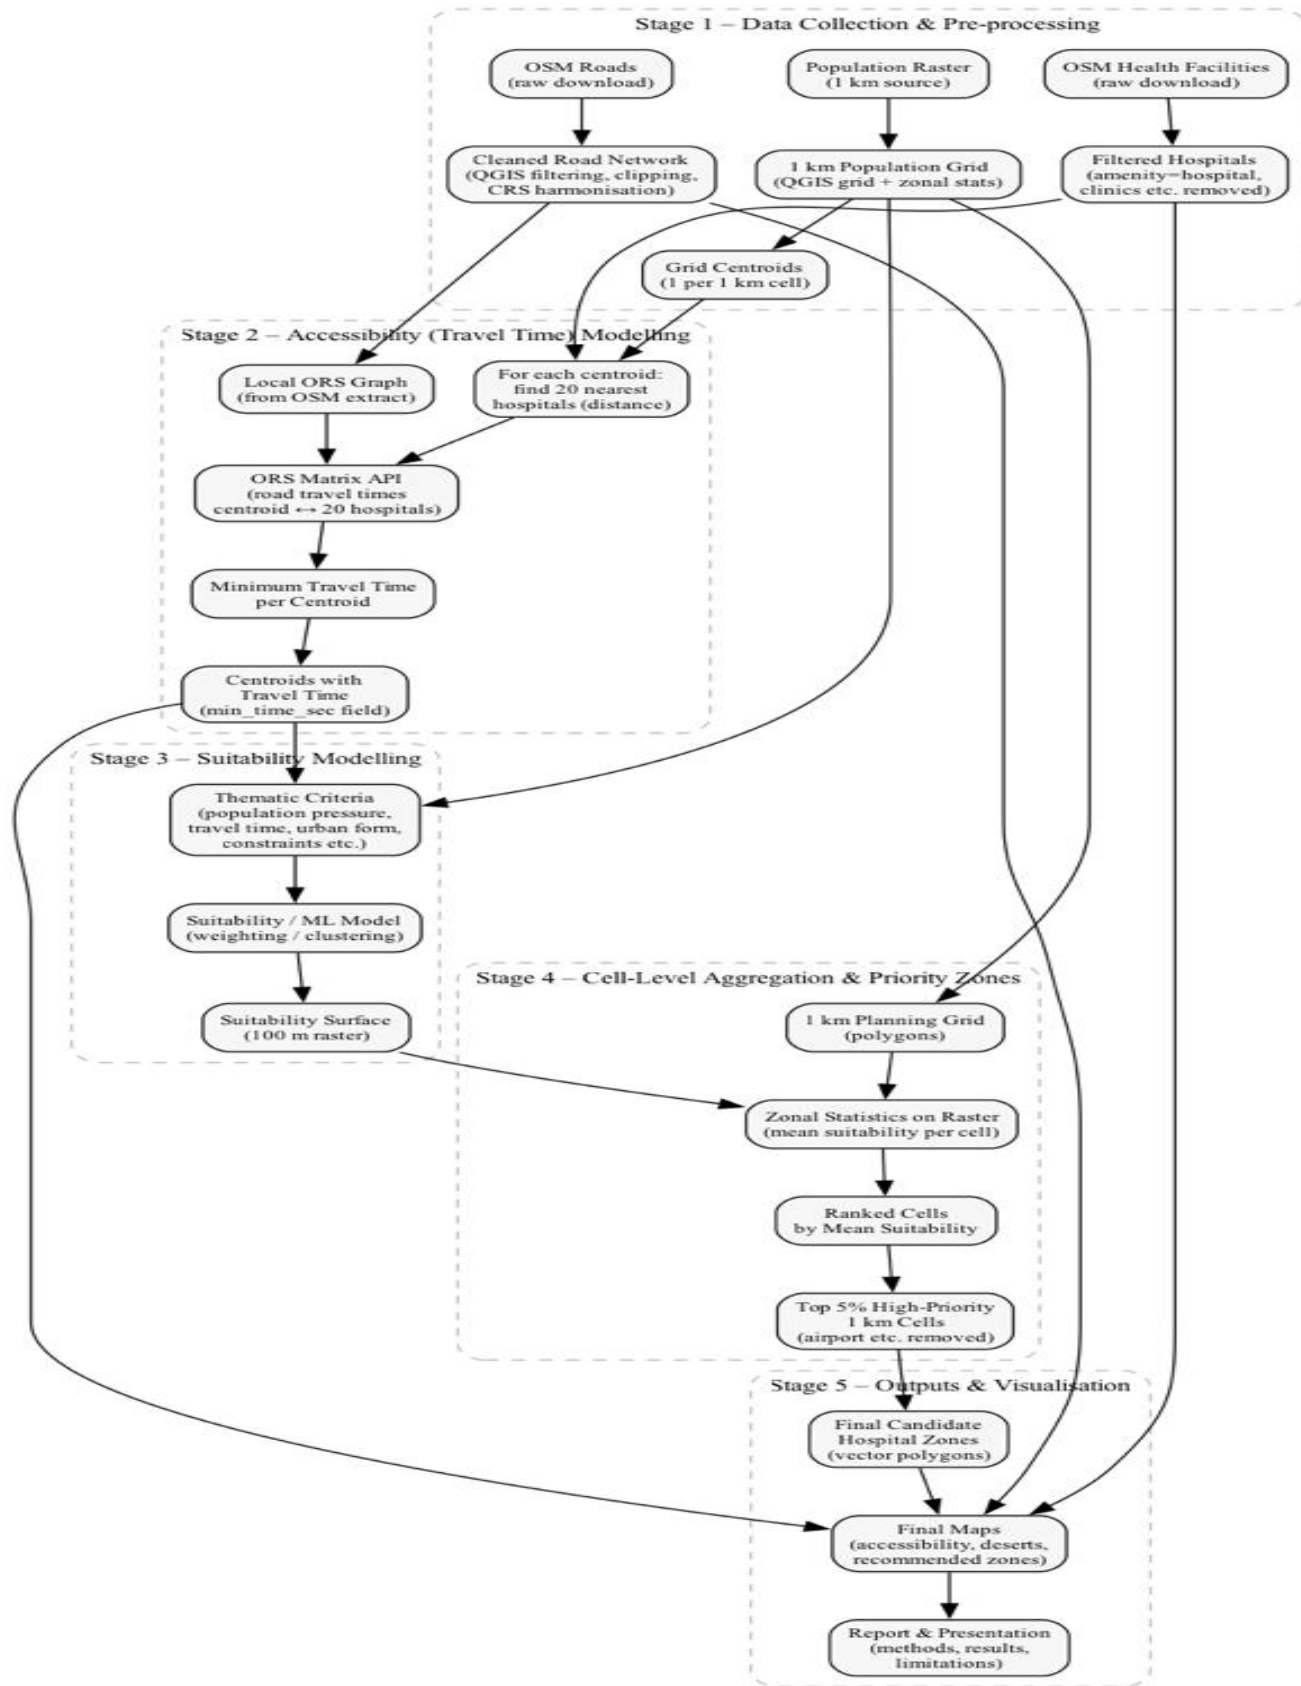 Stage 1 – Data Collection & Pre-processing
OSM Roads
(raw download)
Population Raster
(1 km source)
OSM Health Facilities
(raw download)
Cleaned Road Network
(QGIS filtering, clipping,
CRS harmonisation)
1 km Population Grid
(QGIS grid + zonal stats)
Filtered Hospitals
(amenity=hospital,
clinics etc. removed)
Grid Centroids
(1 per 1 km cell)
Stage 2 – Accessibility (Travel Time) Modelling
Local ORS Graph
(from OSM extract)
For each centroid:
find 20 nearest
hospitals (distance)
ORS Matrix API
(road travel times
centroid ↔ 20 hospitals)
Minimum Travel Time
per Centroid
Centroids with
Travel Time
(min_time_sec field)
Stage 3 – Suitability Modelling
Thematic Criteria
(population pressure,
travel time, urban form,
constraints etc.)
Suitability / ML Model
(weighting / clustering)
Suitability Surface
(100 m raster)
Stage 4 – Cell-Level Aggregation & Priority Zones
1 km Planning Grid
(polygons)
Zonal Statistics on Raster
(mean suitability per cell)
Ranked Cells
by Mean Suitability
Top 5% High-Priority
1 km Cells
(airport etc. removed)
Stage 5 – Outputs & Visualisation
Final Candidate
Hospital Zones
(vector polygons)
Final Maps
(accessibility, deserts,
recommended zones)
Report & Presentation
(methods, results,
limitations)